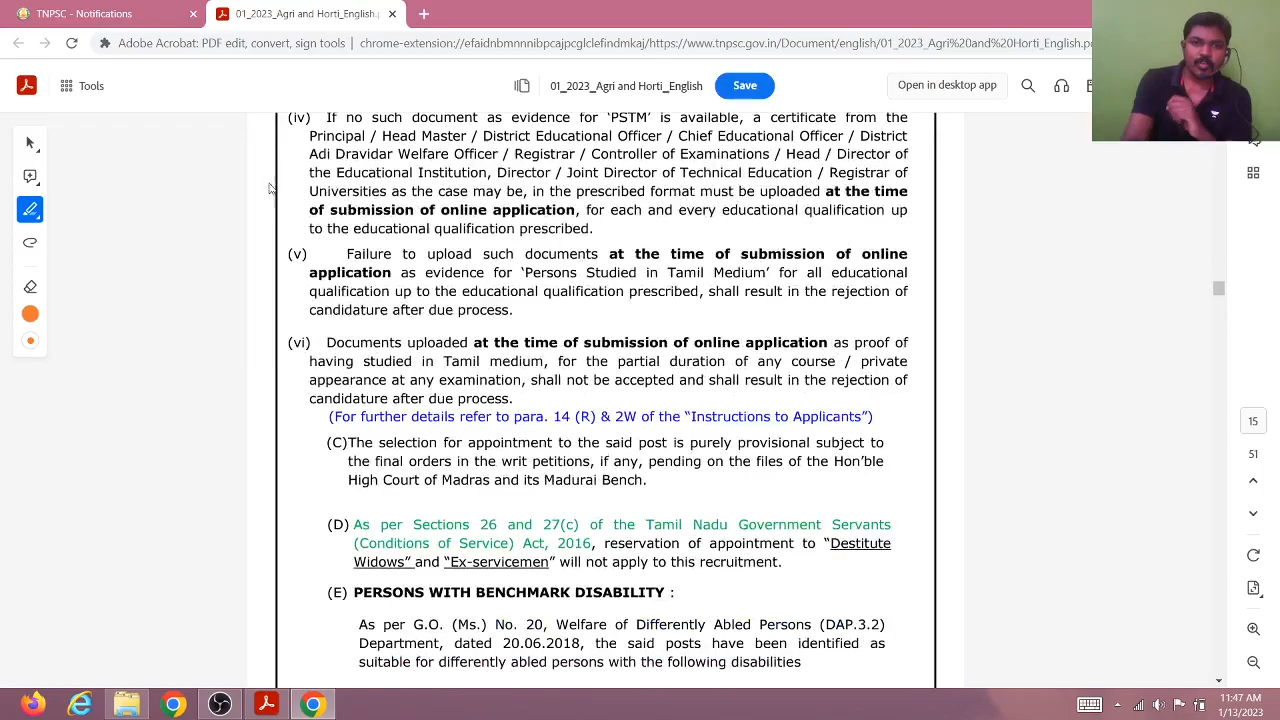 TNPSC - Notifications
01_2023_Agri and Horti_English.p
Adobe Acrobat: PDF edit, convert, sign tools
chrome-extension://efaidnbmnnnibpcajpcglclefindmkaj/https://www.tnpsc.gov.in/Document/english/01_2023_Agri%20and%20Horti_English.pd
Tools
01_2023_Agri and Horti_English
Save
Open in desktop app
(iv) If no such document as evidence for 'PSTM' is available, a certificate from the
Principal / Head Master / District Educational Officer / Chief Educational Officer / District
Adi Dravidar Welfare Officer / Registrar / Controller of Examinations / Head / Director of
the Educational Institution, Director / Joint Director of Technical Education / Registrar of
Universities as the case may be, in the prescribed format must be uploaded at the time
of submission of online application, for each and every educational qualification up
to the educational qualification prescribed.
(v) Failure to upload such documents at the time of submission of online
application as evidence for 'Persons Studied in Tamil Medium' for all educational
qualification up to the educational qualification prescribed, shall result in the rejection of
candidature after due process.
(vi) Documents uploaded at the time of submission of online application as proof of
having studied in Tamil medium, for the partial duration of any course / private
appearance at any examination, shall not be accepted and shall result in the rejection of
candidature after due process.
(For further details refer to para. 14 (R) & 2W of the "Instructions to Applicants")
(C)The selection for appointment to the said post is purely provisional subject to
the final orders in the writ petitions, if any, pending on the files of the Hon'ble
High Court of Madras and its Madurai Bench.
(D) As per Sections 26 and 27(c) of the Tamil Nadu Government Servants
(Conditions of Service) Act, 2016, reservation of appointment to "Destitute
Widows" and "Ex-servicemen" will not apply to this recruitment.
(E) PERSONS WITH BENCHMARK DISABILITY :
As per G.O. (Ms.) No. 20, Welfare of Differently Abled Persons (DAP.3.2)
Department, dated 20.06.2018, the said posts have been identified as
suitable for differently abled persons with the following disabilities
15
51
11:47 AM
1/13/2023